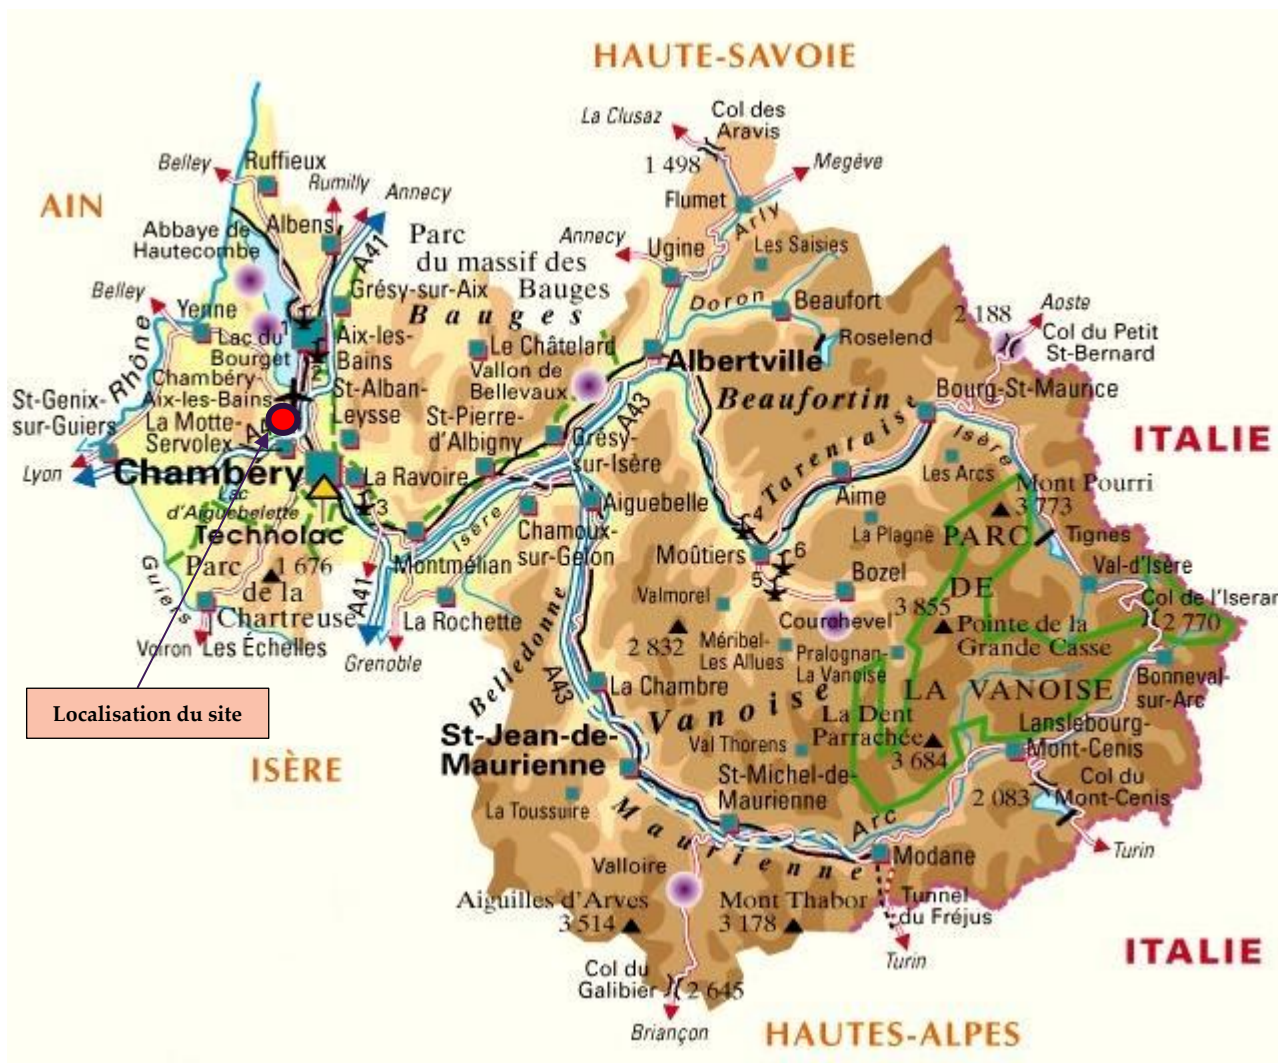 HAUTE-SAVOIE
La Clusaz
Col des
Aravis
1 498
Megève
Belley
Ruffieux
Rumilly
Annecy
AIN
Flumet
Arly
Abbaye de
Hautecombe
Albens
A41
Parc
du massif des
Bauges
Annecy
Ugine
Les Saisies
Belley
Yenne
Grésy-sur-Aix
Bauges
Doron
Beaufort
2 188
Aoste
Col du Petit
St-Bernard
Rhône
Lac du
Bourget
1
Aix-les-
Bains
2
Le Châtelard
Vallon de
Bellevaux
Albertville
Roselend
Chambéry-
Aix-les-Bains
St-Alban-
Leysse
Beaufortin
Bourg-St-Maurice
St-Genix-
sur-Guiers
La Motte-
Servolex
St-Pierre-
d'Albigny
A43
Grésy-
sur-Isère
Tarentaise
Isère
ITALIE
Lyon
Chambéry
La Ravoire
Les Arcs
Mont Pourri
3 773
Lac
d'Aiguebelette
3
Aiguebelle
Aime
4
Technolac
Isère
Chamoux-
sur-Gelon
La Plagne
PARC
Tignes
Guiers
Parc
de la
Chartreuse
1 676
Montmélian
Moûtiers
6
5
Bozel
DE
Val-d'Isère
A41
Valmorel
3 855
Col de l'Iseran
2 770
Voiron
Les Échelles
La Rochette
Grenoble
Belledonne
2 832
Courchevel
Méribel-
Les Allues
Pralognan-
La Vanoise
Pointe de la
Grande Casse
Localisation du site
A43
La Chambre
Vanoise
LA VANOISE
Bonneval-
sur-Arc
ISÈRE
St-Jean-de-
Maurienne
La Dent
Parrachée
3 684
Val Thorens
Lanslebourg-
Mont-Cenis
La Toussuire
St-Michel-de-
Maurienne
2 083
Col du
Mont-Cenis
Maurienne
Arc
Turin
Valloire
Modane
Aiguilles d'Arves
3 514
Mont Thabor
3 178
Tunnel
du Fréjus
Turin
ITALIE
Col du
Galibier
2 645
Briançon
HAUTES-ALPES